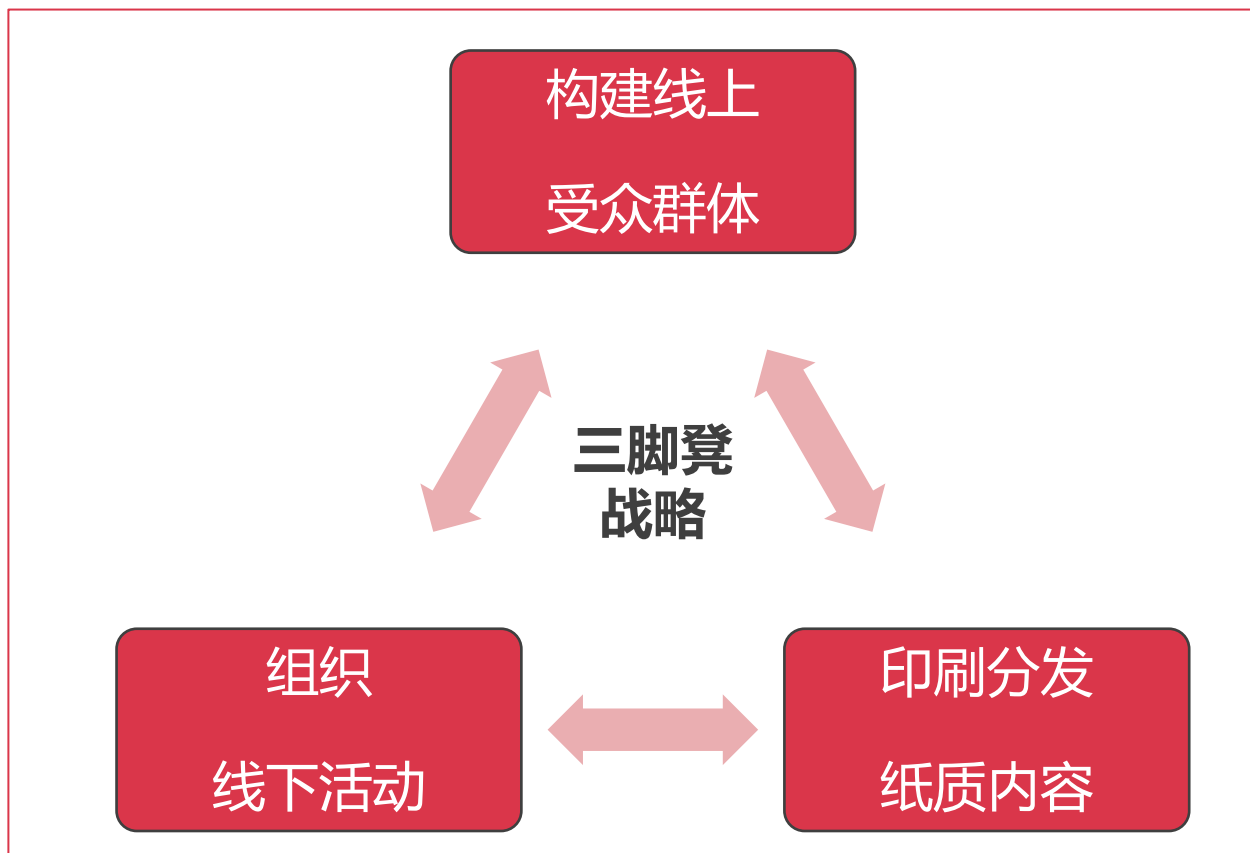 构建线上
受众群体
三脚凳
战略
组织
线下活动
印刷分发
纸质内容